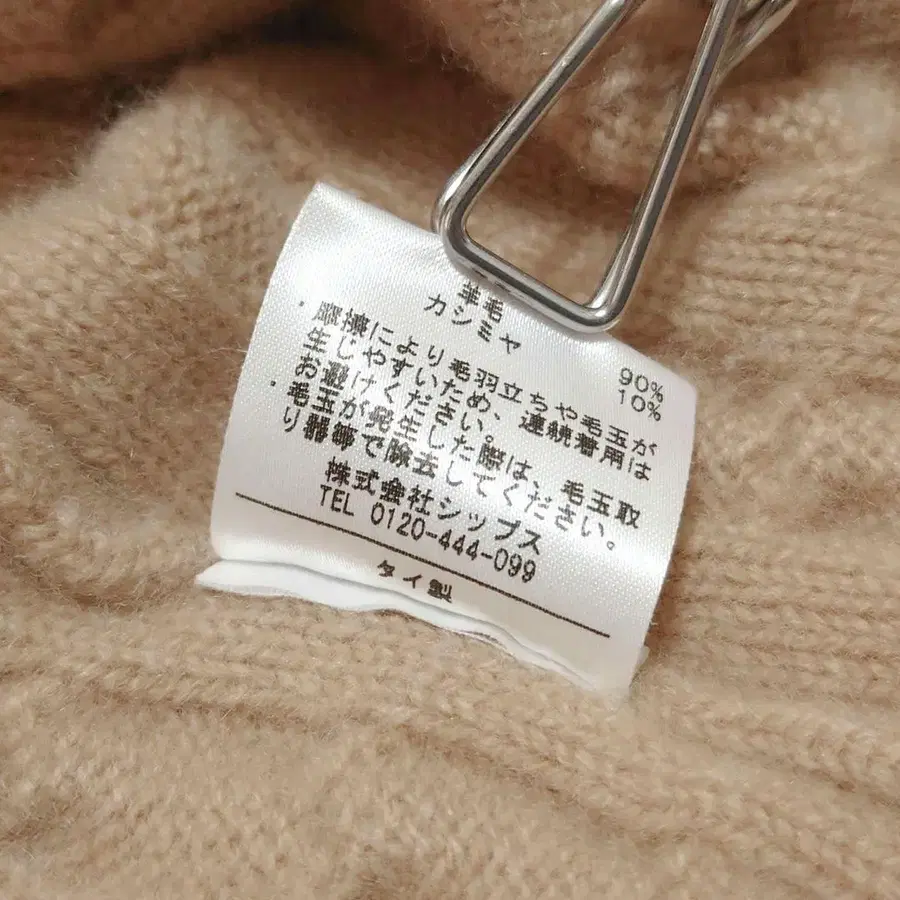 羊毛 90%
カシミヤ 10%
・摩擦により毛羽立ちや毛玉が
生じやすいため、連続着用は
お避けください。
・毛玉が発生した際は、毛玉取
り器等で除去してください。
株式会社シップス
TEL 0120-444-099
タイ製